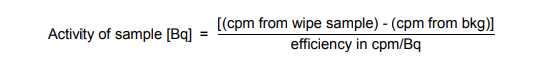 Activity of sample [Bq] = [(cpm from wipe sample) - (cpm from bkg)]
efficiency in cpm/Bq